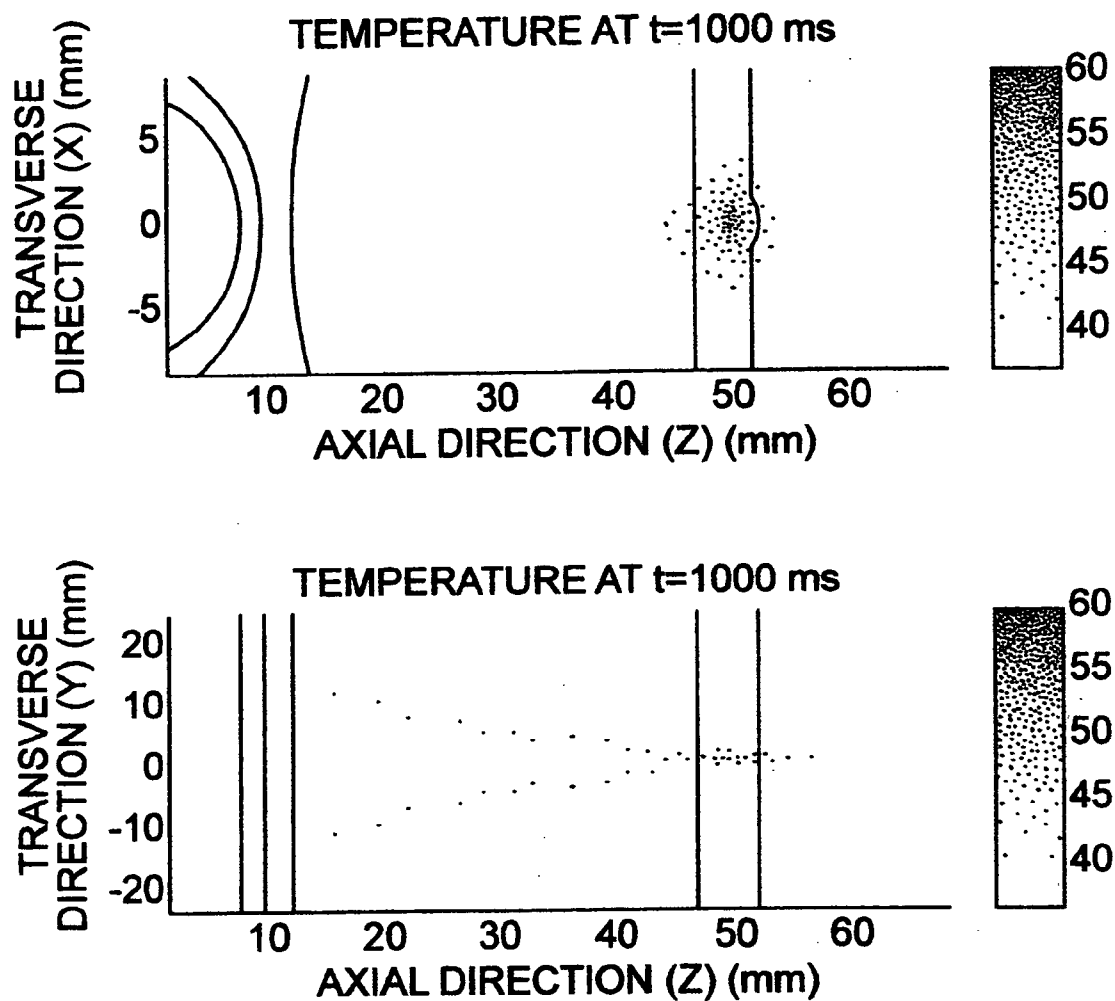 TEMPERATURE AT t=1000 ms
TRANSVERSE
DIRECTION (X) (mm)
5
0
-5
10 20 30 40 50 60
AXIAL DIRECTION (Z) (mm)
60
55
50
45
40
TEMPERATURE AT t=1000 ms
TRANSVERSE
DIRECTION (Y) (mm)
20
10
0
-10
-20
10 20 30 40 50 60
AXIAL DIRECTION (Z) (mm)
60
55
50
45
40